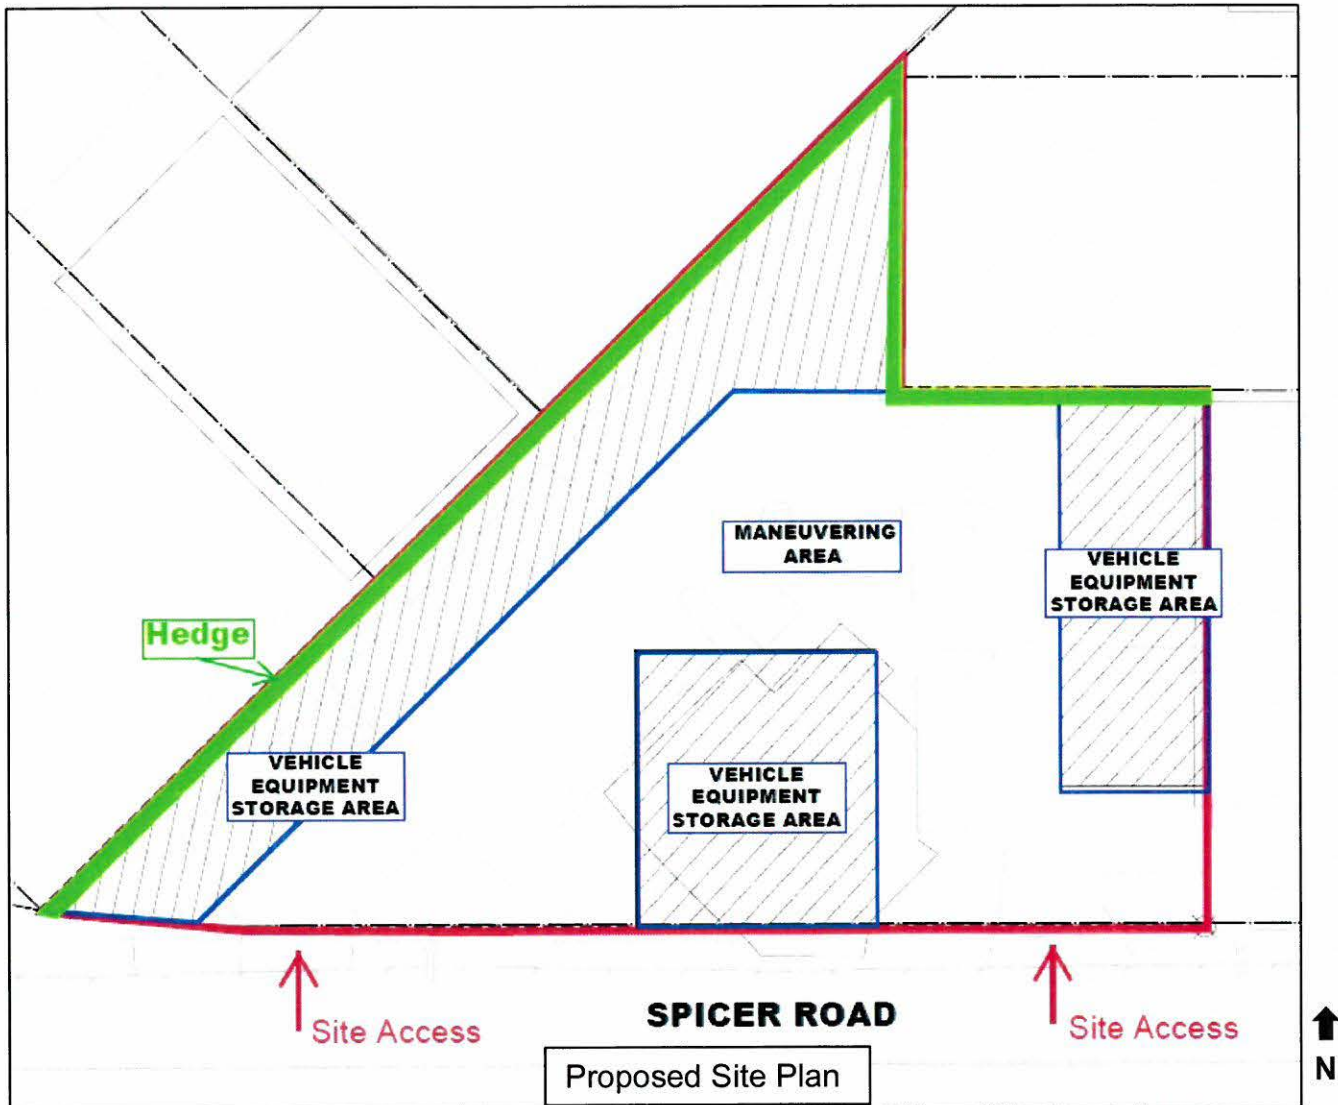 MANEUVERING
AREA
VEHICLE
EQUIPMENT
STORAGE AREA
Hedge
VEHICLE
EQUIPMENT
STORAGE AREA
VEHICLE
EQUIPMENT
STORAGE AREA
SPICER ROAD
Site Access
Site Access
N
Proposed Site Plan